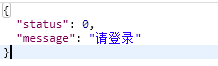 {
  "status": 0,
  "message": "请登录"
}